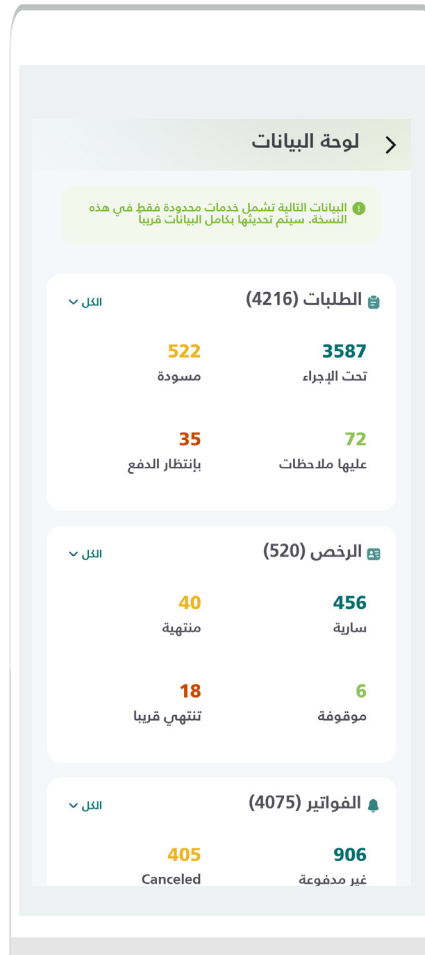 لوحة البيانات
البيانات التالية تشمل خدمات محدودة فقط في هذه
النسخة. سيتم تحديثها بكامل البيانات قريباً
الطلبات (4216)
الكل
3587
522
تحت الإجراء
مسودة
72
35
عليها ملاحظات
بإنتظار الدفع
الرخص (520)
الكل
456
40
سارية
منتهية
6
18
موقوفة
تنتهي قريبا
الفواتير (4075)
الكل
906
405
غير مدفوعة
Canceled